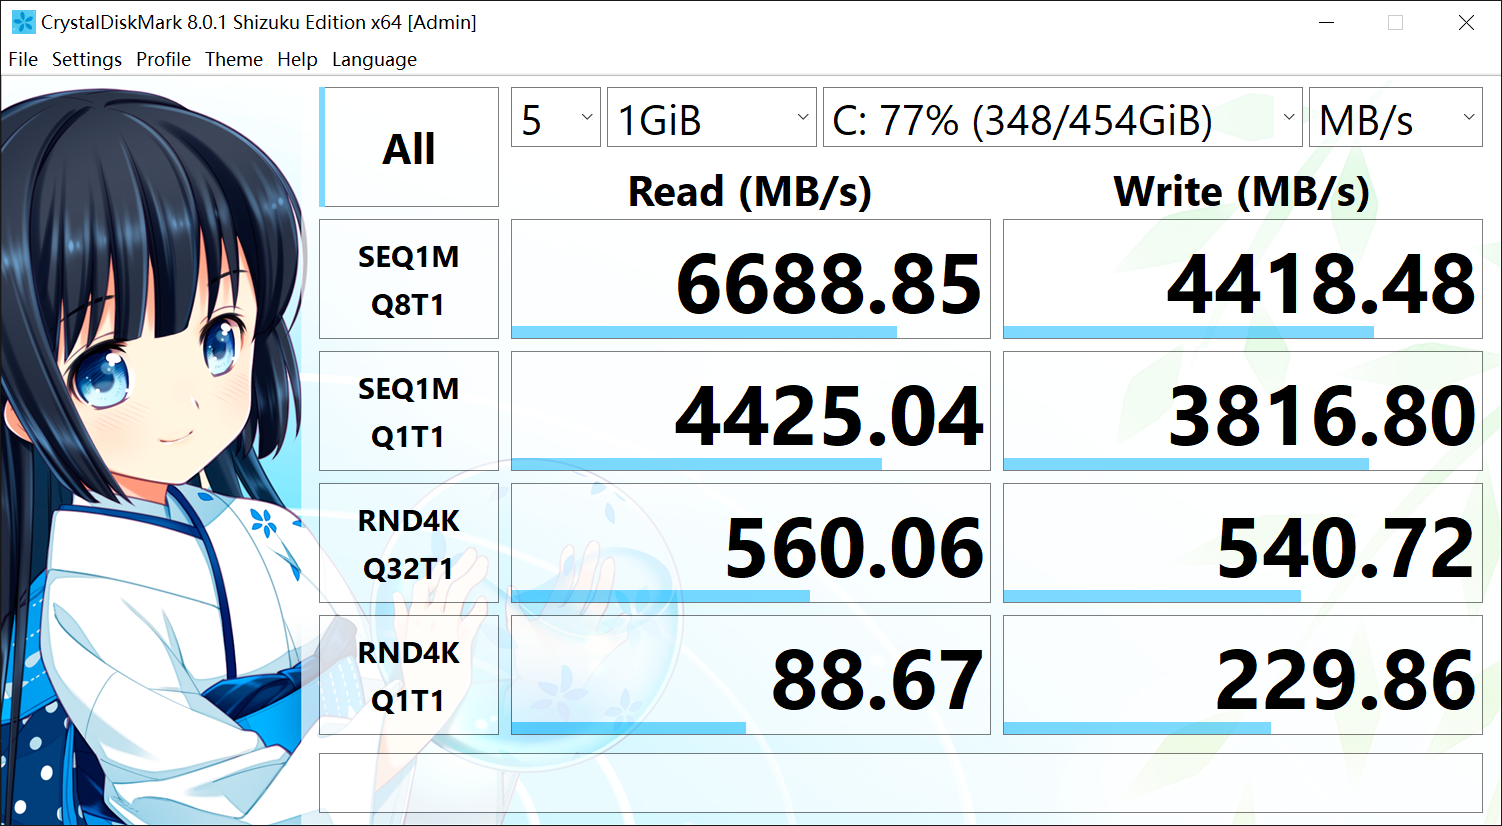 CrystalDiskMark 8.0.1 Shizuku Edition x64 [Admin]
File Settings Profile Theme Help Language
All
5
1GiB
C: 77% (348/454GiB)
MB/s
Read (MB/s)
Write (MB/s)
SEQ1M
Q8T1
6688.85
4418.48
SEQ1M
Q1T1
4425.04
3816.80
RND4K
Q32T1
560.06
540.72
RND4K
Q1T1
88.67
229.86